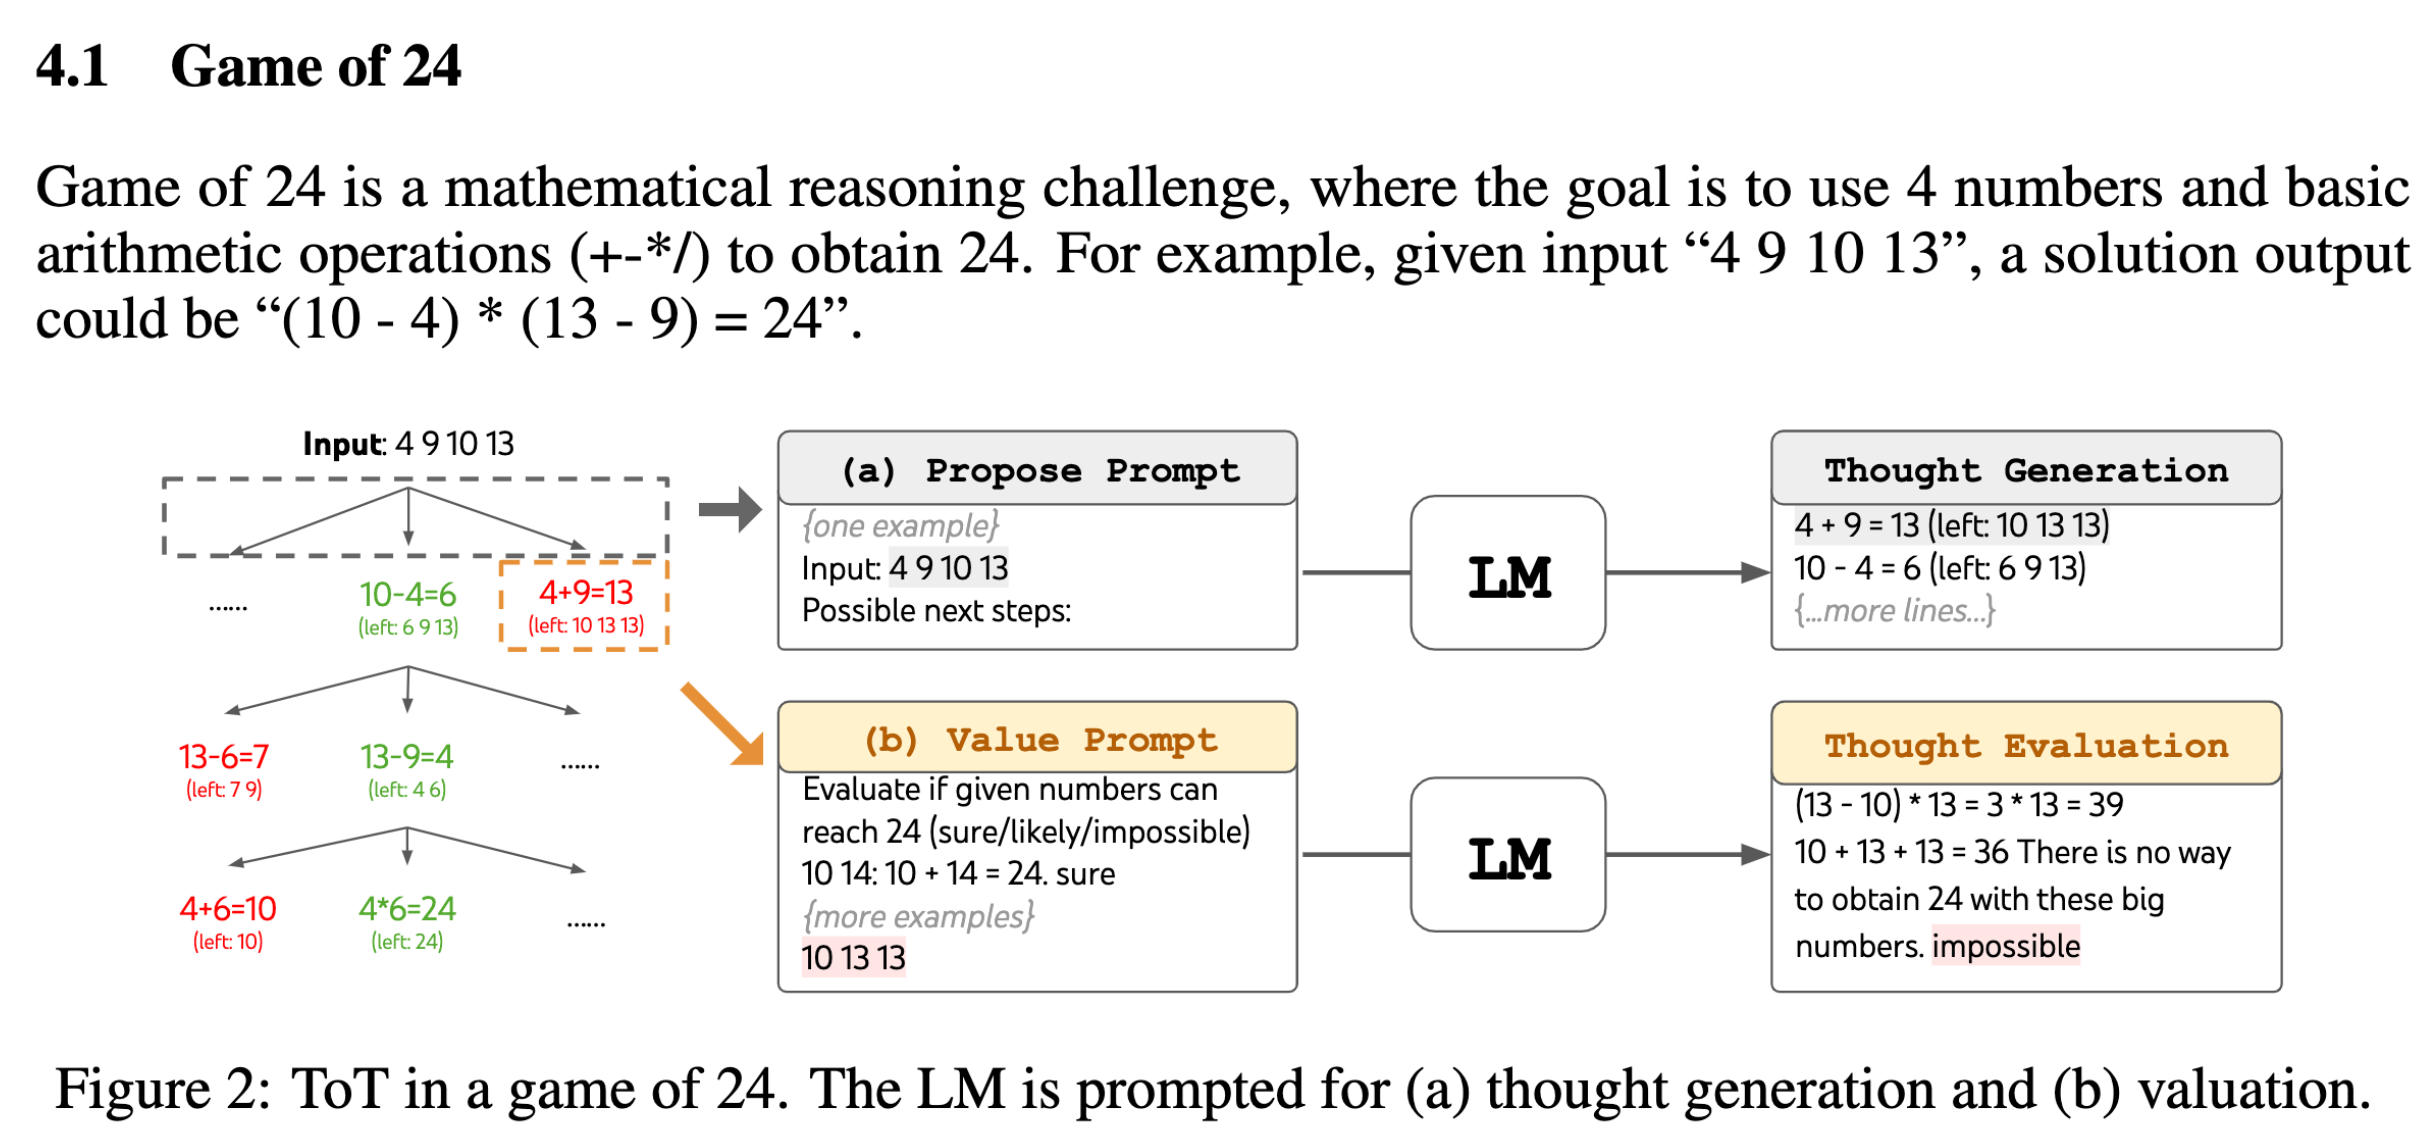 4.1 Game of 24
Game of 24 is a mathematical reasoning challenge, where the goal is to use 4 numbers and basic
arithmetic operations (+-*/) to obtain 24. For example, given input “4 9 10 13”, a solution output
could be “(10 - 4) * (13 - 9) = 24”.
Input: 4 9 10 13
......
10-4=6
(left: 6 9 13)
4+9=13
(left: 10 13 13)
13-6=7
(left: 7 9)
13-9=4
(left: 4 6)
......
4+6=10
(left: 10)
4*6=24
(left: 24)
......
(a) Propose Prompt
{one example}
Input: 4 9 10 13
Possible next steps:
LM
Thought Generation
4 + 9 = 13 (left: 10 13 13)
10 - 4 = 6 (left: 6 9 13)
{...more lines...}
(b) Value Prompt
Evaluate if given numbers can
reach 24 (sure/likely/impossible)
10 14: 10 + 14 = 24. sure
{more examples}
10 13 13
LM
Thought Evaluation
(13 - 10) * 13 = 3 * 13 = 39
10 + 13 + 13 = 36 There is no way
to obtain 24 with these big
numbers. impossible
Figure 2: ToT in a game of 24. The LM is prompted for (a) thought generation and (b) valuation.